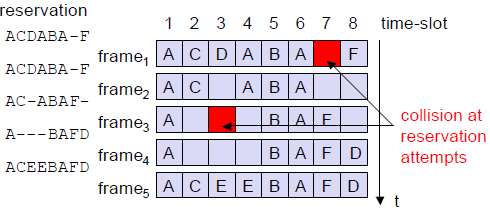 reservation
1 2 3 4 5 6 7 8 time-slot
ACDABA-F
frame1 A C D A B A F
ACDABA-F
frame2 A C A B A
AC-ABAF-
frame3 A B A F
collision at
reservation
attempts
A---BAFD
frame4 A B A F D
ACEEBAFD
frame5 A C E E B A F D
t